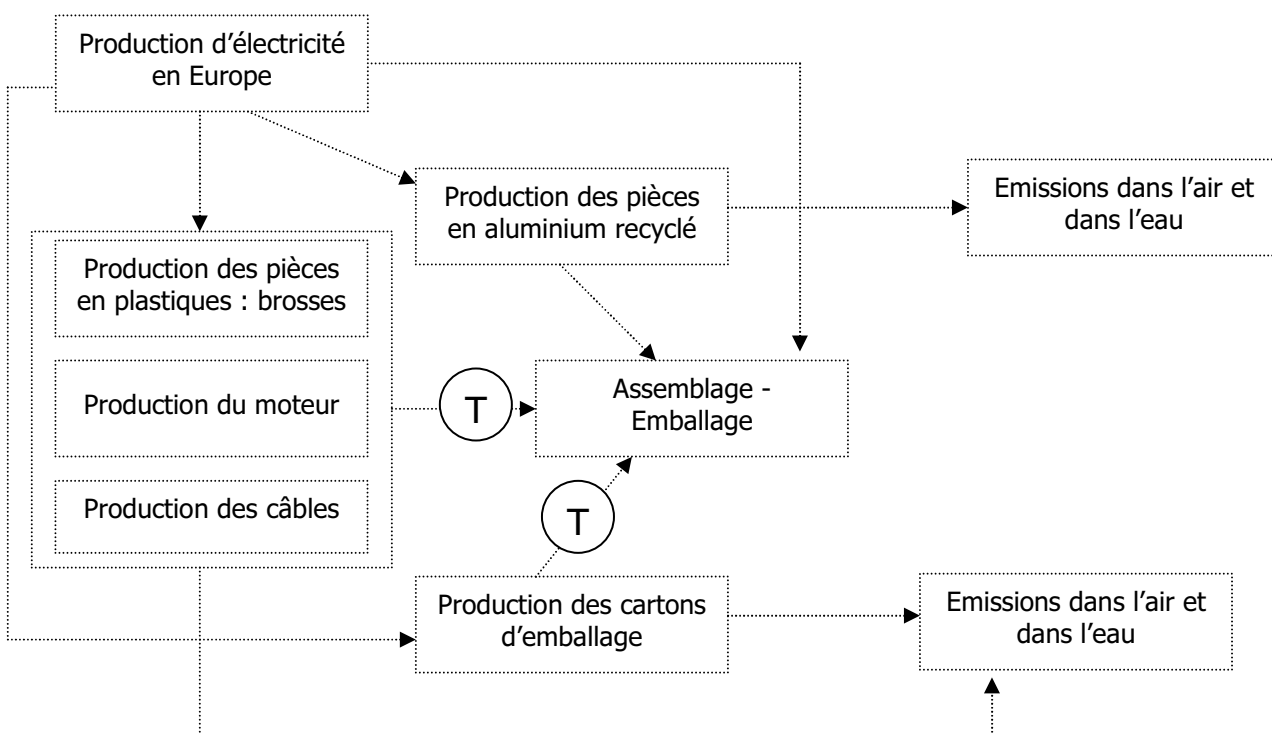 Production d’électricité
en Europe
Production des pièces
en aluminium recyclé
Emissions dans l’air et
dans l’eau
Production des pièces
en plastiques : brosses
Production du moteur
T
Assemblage -
Emballage
Production des câbles
T
Production des cartons
d’emballage
Emissions dans l’air et
dans l’eau